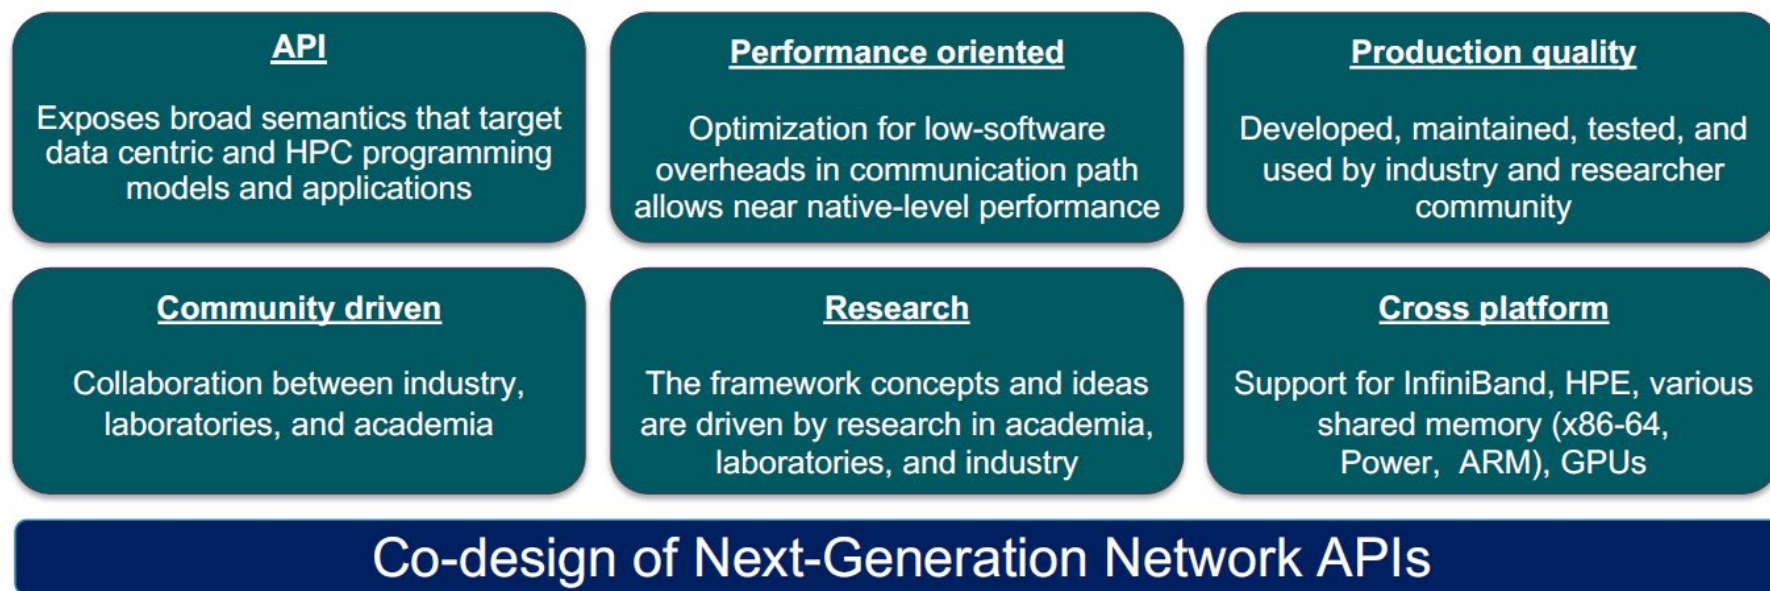 API
Exposes broad semantics that target
data centric and HPC programming
models and applications
Performance oriented
Optimization for low-software
overheads in communication path
allows near native-level performance
Production quality
Developed, maintained, tested, and
used by industry and researcher
community
Community driven
Collaboration between industry,
laboratories, and academia
Research
The framework concepts and ideas
are driven by research in academia,
laboratories, and industry
Cross platform
Support for InfiniBand, HPE, various
shared memory (x86-64,
Power, ARM), GPUs
Co-design of Next-Generation Network APIs